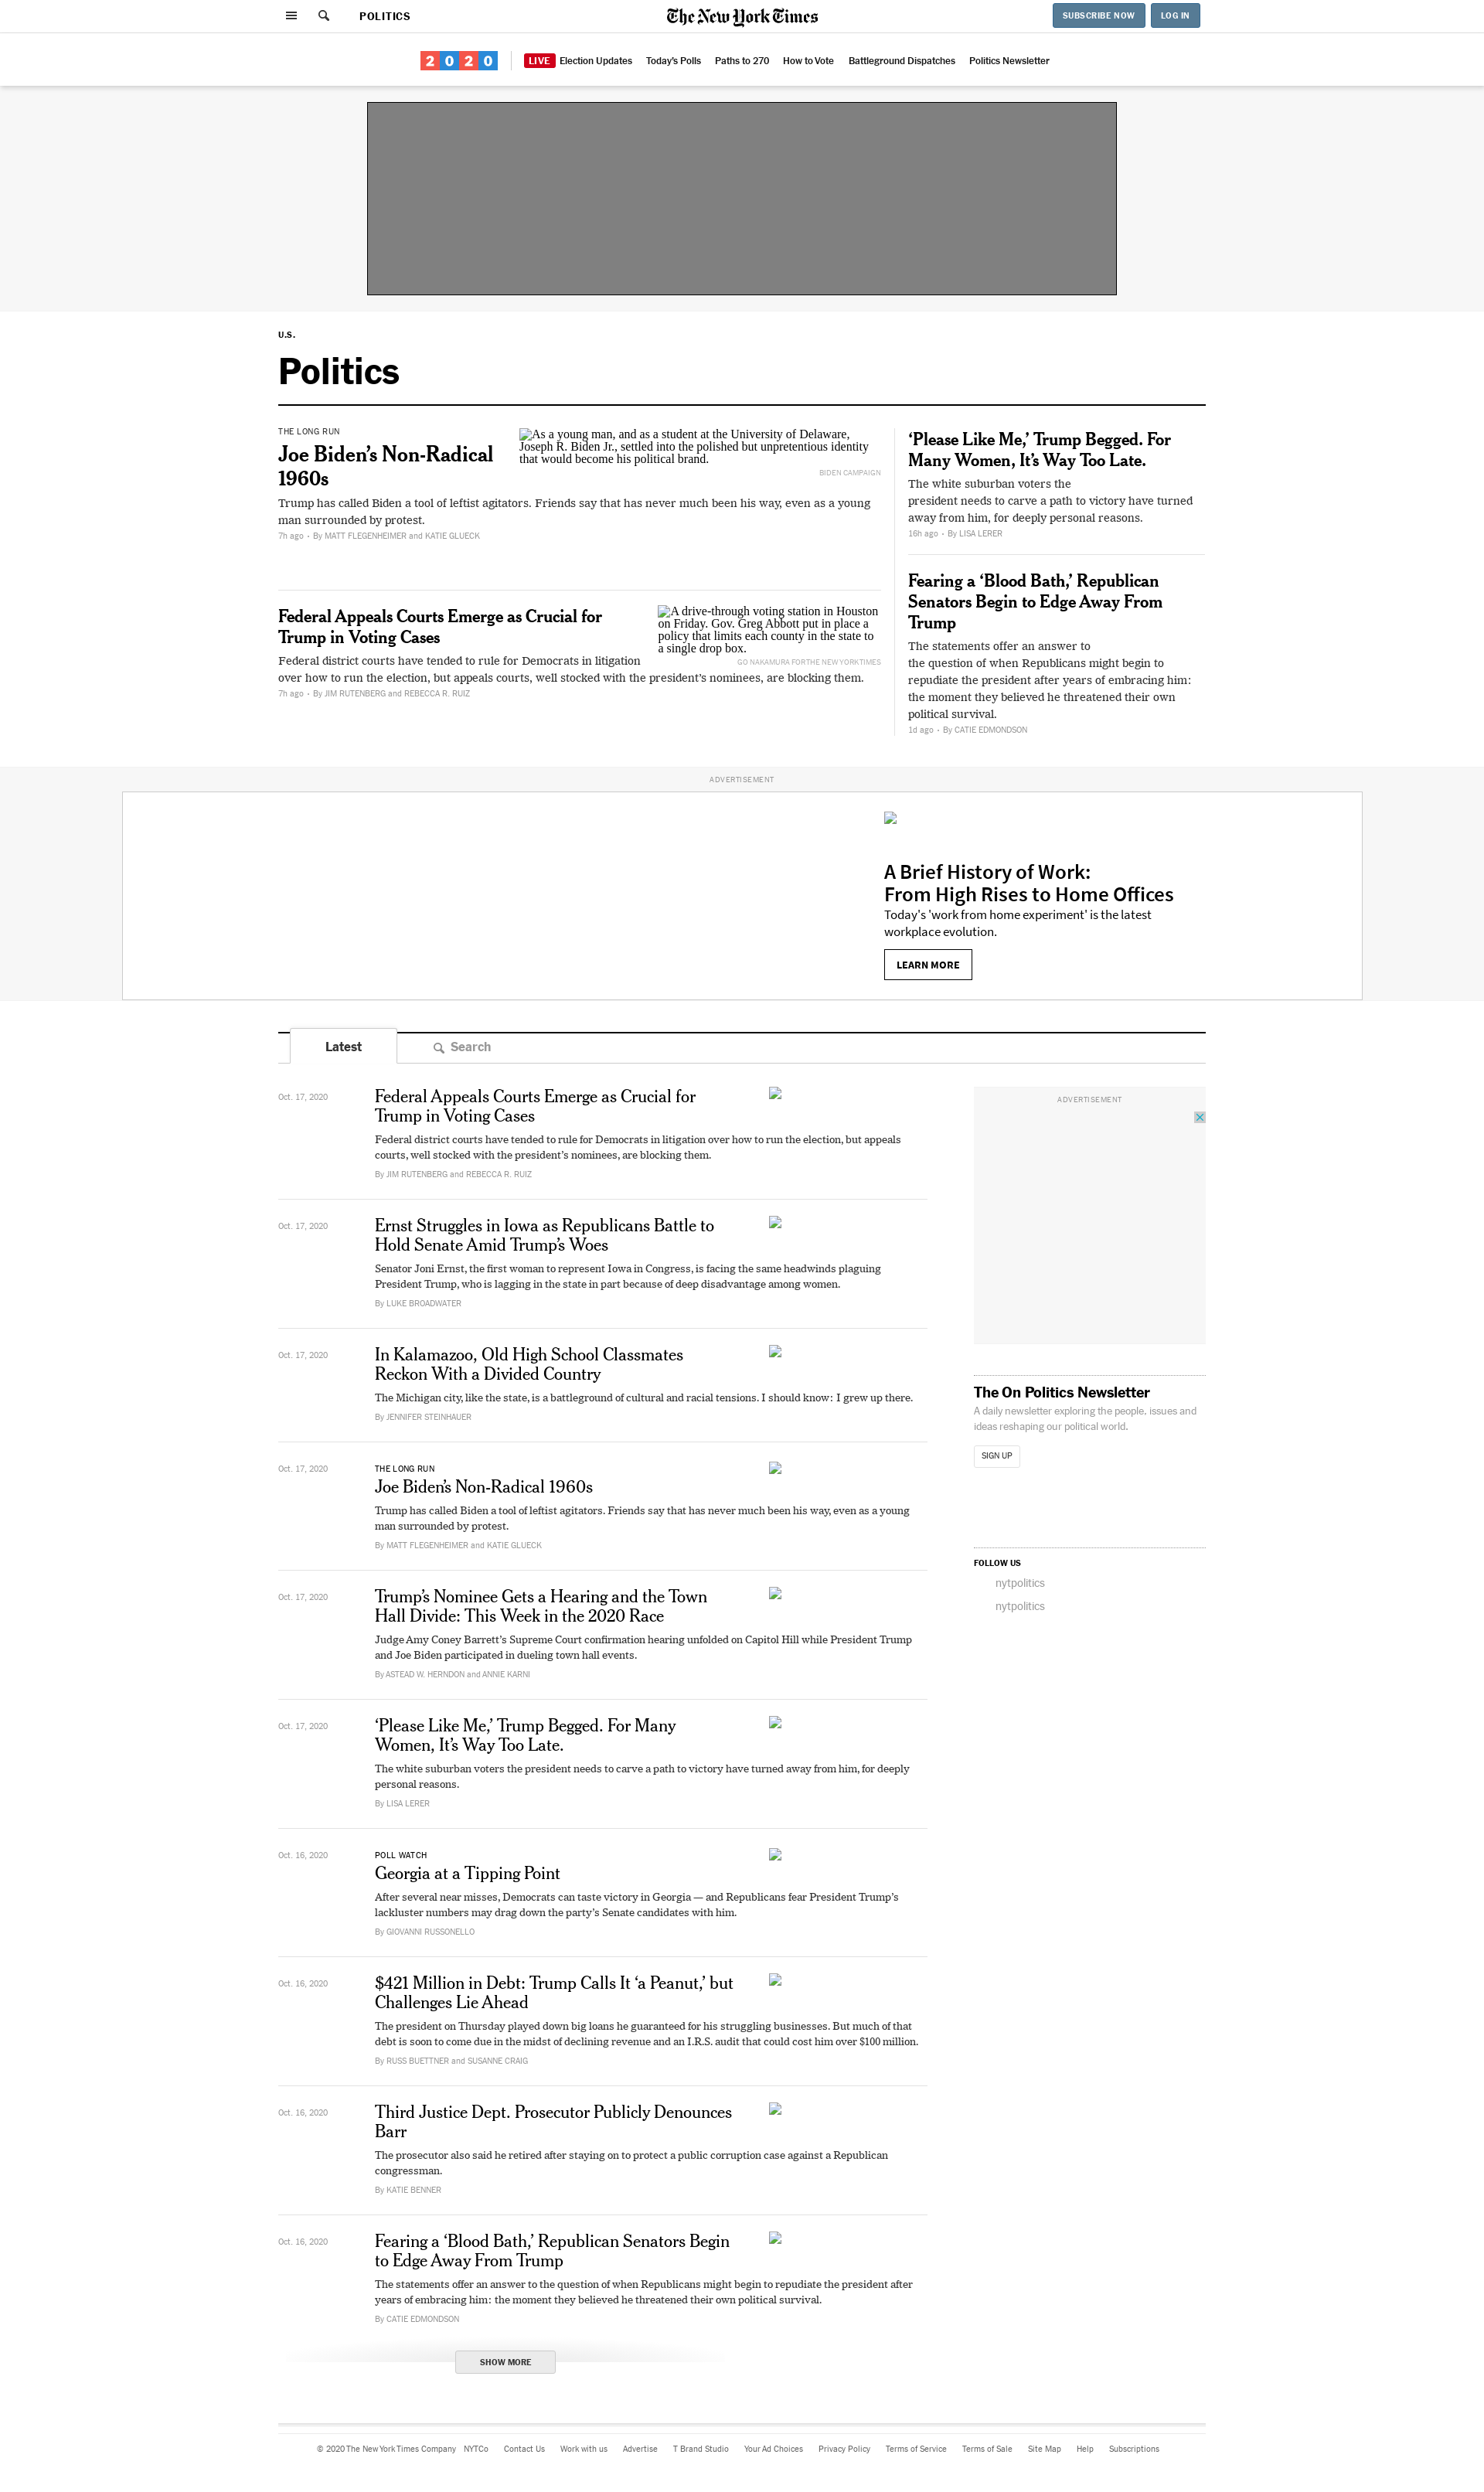 POLITICS
The New York Times
SUBSCRIBE NOW
LOG IN
2020
LIVE Election Updates
Today's Polls
Paths to 270
How to Vote
Battleground Dispatches
Politics Newsletter
U.S.
Politics
THE LONG RUN
Joe Biden’s Non-Radical
1960s
As a young man, and as a student at the University of Delaware,
Joseph R. Biden Jr., settled into the polished but unpretentious identity
that would become his political brand.
BIDEN CAMPAIGN
Trump has called Biden a tool of leftist agitators. Friends say that has never much been his way, even as a young
man surrounded by protest.
7h ago • By MATT FLEGENHEIMER and KATIE GLUECK
Federal Appeals Courts Emerge as Crucial for
Trump in Voting Cases
A drive-through voting station in Houston
on Friday. Gov. Greg Abbott put in place a
policy that limits each county in the state to
a single drop box.
GO NAKAMURA FOR THE NEW YORK TIMES
Federal district courts have tended to rule for Democrats in litigation
over how to run the election, but appeals courts, well stocked with the president’s nominees, are blocking them.
7h ago • By JIM RUTENBERG and REBECCA R. RUIZ
‘Please Like Me,’ Trump Begged. For
Many Women, It’s Way Too Late.
The white suburban voters the
president needs to carve a path to victory have turned
away from him, for deeply personal reasons.
16h ago • By LISA LERER
Fearing a ‘Blood Bath,’ Republican
Senators Begin to Edge Away From
Trump
The statements offer an answer to
the question of when Republicans might begin to
repudiate the president after years of embracing him:
the moment they believed he threatened their own
political survival.
1d ago • By CATIE EDMONDSON
ADVERTISEMENT
A Brief History of Work:
From High Rises to Home Offices
Today's 'work from home experiment' is the latest
workplace evolution.
LEARN MORE
Latest
Search
Oct. 17, 2020
Federal Appeals Courts Emerge as Crucial for
Trump in Voting Cases
Federal district courts have tended to rule for Democrats in litigation over how to run the election, but appeals
courts, well stocked with the president’s nominees, are blocking them.
By JIM RUTENBERG and REBECCA R. RUIZ
Oct. 17, 2020
Ernst Struggles in Iowa as Republicans Battle to
Hold Senate Amid Trump’s Woes
Senator Joni Ernst, the first woman to represent Iowa in Congress, is facing the same headwinds plaguing
President Trump, who is lagging in the state in part because of deep disadvantage among women.
By LUKE BROADWATER
Oct. 17, 2020
In Kalamazoo, Old High School Classmates
Reckon With a Divided Country
The Michigan city, like the state, is a battleground of cultural and racial tensions. I should know: I grew up there.
By JENNIFER STEINHAUER
Oct. 17, 2020
THE LONG RUN
Joe Biden’s Non-Radical 1960s
Trump has called Biden a tool of leftist agitators. Friends say that has never much been his way, even as a young
man surrounded by protest.
By MATT FLEGENHEIMER and KATIE GLUECK
Oct. 17, 2020
Trump’s Nominee Gets a Hearing and the Town
Hall Divide: This Week in the 2020 Race
Judge Amy Coney Barrett’s Supreme Court confirmation hearing unfolded on Capitol Hill while President Trump
and Joe Biden participated in dueling town hall events.
By ASTEAD W. HERNDON and ANNIE KARNI
Oct. 17, 2020
‘Please Like Me,’ Trump Begged. For Many
Women, It’s Way Too Late.
The white suburban voters the president needs to carve a path to victory have turned away from him, for deeply
personal reasons.
By LISA LERER
Oct. 16, 2020
POLL WATCH
Georgia at a Tipping Point
After several near misses, Democrats can taste victory in Georgia — and Republicans fear President Trump’s
lackluster numbers may drag down the party’s Senate candidates with him.
By GIOVANNI RUSSONELLO
Oct. 16, 2020
$421 Million in Debt: Trump Calls It ‘a Peanut,’ but
Challenges Lie Ahead
The president on Thursday played down big loans he guaranteed for his struggling businesses. But much of that
debt is soon to come due in the midst of declining revenue and an I.R.S. audit that could cost him over $100 million.
By RUSS BUETTNER and SUSANNE CRAIG
Oct. 16, 2020
Third Justice Dept. Prosecutor Publicly Denounces
Barr
The prosecutor also said he retired after staying on to protect a public corruption case against a Republican
congressman.
By KATIE BENNER
Oct. 16, 2020
Fearing a ‘Blood Bath,’ Republican Senators Begin
to Edge Away From Trump
The statements offer an answer to the question of when Republicans might begin to repudiate the president after
years of embracing him: the moment they believed he threatened their own political survival.
By CATIE EDMONDSON
SHOW MORE
ADVERTISEMENT
The On Politics Newsletter
A daily newsletter exploring the people, issues and
ideas reshaping our political world.
SIGN UP
FOLLOW US
nytpolitics
nytpolitics
© 2020 The New York Times Company
NYTCo
Contact Us
Work with us
Advertise
T Brand Studio
Your Ad Choices
Privacy Policy
Terms of Service
Terms of Sale
Site Map
Help
Subscriptions